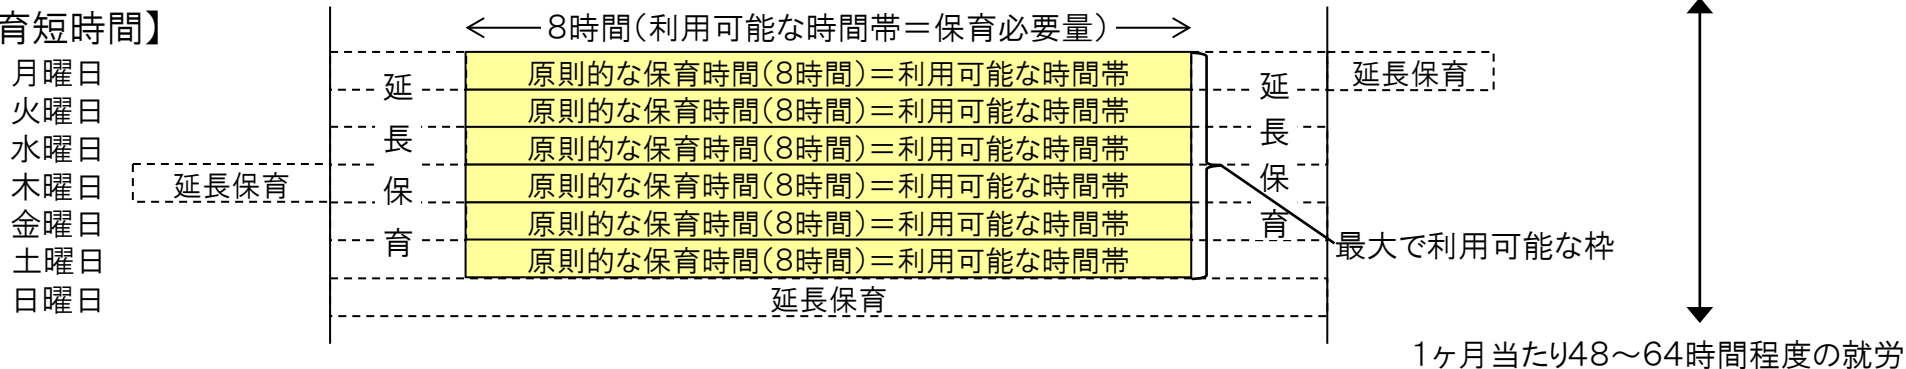 育短時間】
8時間(利用可能な時間帯＝保育必要量)
月曜日 原則的な保育時間(8時間)＝利用可能な時間帯 延長保育
火曜日 原則的な保育時間(8時間)＝利用可能な時間帯
水曜日 原則的な保育時間(8時間)＝利用可能な時間帯
木曜日 延長保育 原則的な保育時間(8時間)＝利用可能な時間帯
金曜日 原則的な保育時間(8時間)＝利用可能な時間帯
土曜日 原則的な保育時間(8時間)＝利用可能な時間帯
日曜日 延長保育
延長保育
延長保育
最大で利用可能な枠
1ヶ月当たり48～64時間程度の就労